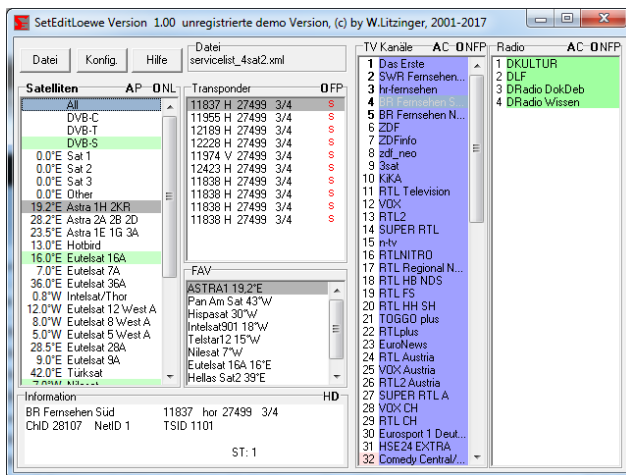 SetEditLoewe Version 1.00 unregistrierte demo Version, (c) by W.Litzinger, 2001-2017
Datei
Konfig.
Hilfe
Datei
servicelist_4sat2.xml
Satelliten AP ONL
All
DVB-C
DVB-T
DVB-S
0.0°E Sat 1
0.0°E Sat 2
0.0°E Sat 3
0.0°E Other
19.2°E Astra 1H 2KR
28.2°E Astra 2A 2B 2D
23.5°E Astra 1E 1G 3A
13.0°E Hotbird
16.0°E Eutelsat 16A
7.0°E Eutelsat 7A
36.0°E Eutelsat 36A
0.8°W Intelsat/Thor
12.0°W Eutelsat 12 West A
8.0°W Eutelsat 8 West A
5.0°W Eutelsat 5 West A
28.5°E Eutelsat 28A
9.0°E Eutelsat 9A
42.0°E Türksat
7.0°W Nilesat
Transponder OFP
11837 H 27499 3/4 S
11955 H 27499 3/4 S
12189 H 27499 3/4 S
12228 H 27499 3/4 S
11974 V 27499 3/4 S
12423 H 27499 3/4 S
11838 H 27499 3/4 S
11838 H 27499 3/4 S
11838 H 27499 3/4 S
11838 H 27499 3/4 S
FAV
ASTRA1 19,2°E
Pan Am Sat 43°W
Hispasat 30°W
Intelsat901 18°W
Telstar12 15°W
Nilesat 7°W
Eutelsat 16A 16°E
Hellas Sat2 39°E
TV Kanäle AC ONFP
1 Das Erste
2 SWR Fernsehen...
3 hr-fernsehen
4 BR Fernsehen S...
5 BR Fernsehen N...
6 ZDF
7 ZDFinfo
8 zdf_neo
9 3sat
10 KiKA
11 RTL Television
12 VOX
13 RTL2
14 SUPER RTL
15 n-tv
16 RTLNITRO
17 RTL Regional N...
18 RTL HB NDS
19 RTL FS
20 RTL HH SH
21 TOGGO plus
22 RTLplus
23 EuroNews
24 RTL Austria
25 VOX Austria
26 RTL2 Austria
27 SUPER RTL A
28 VOX CH
29 RTL CH
30 Eurosport 1 Deut...
31 HSE24 EXTRA
32 Comedy Central/...
Radio AC ONFP
1 DKULTUR
2 DLF
3 DRadio DokDeb
4 DRadio Wissen
Information HD
BR Fernsehen Süd 11837 hor 27499 3/4
ChID 28107 NetID 1 TSID 1101
ST: 1